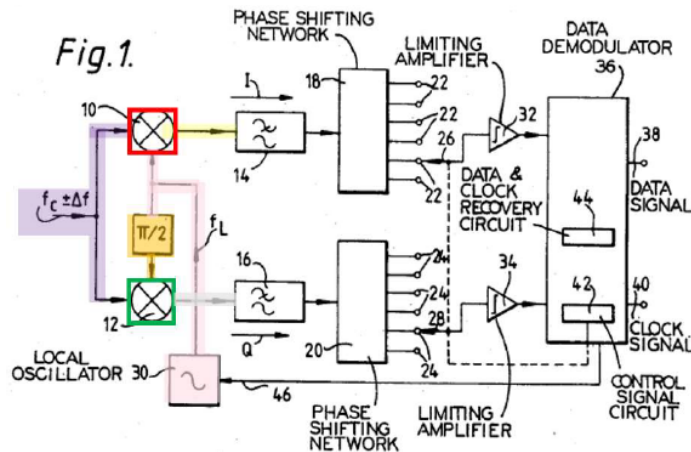 Fig.1.
PHASE SHIFTING
NETWORK
LIMITING
AMPLIFIER
DATA
DEMODULATOR
36
10
I
18
22
22
22
22
14
26
32
38
DATA
SIGNAL
DATA &
CLOCK
RECOVERY
CIRCUIT
44
fc ±Δf
π/2
fL
12
16
Q
20
24
24
28
24
34
42
40
CLOCK
SIGNAL
LOCAL
OSCILLATOR
30
46
PHASE
SHIFTING
NETWORK
LIMITING
AMPLIFIER
CONTROL
SIGNAL
CIRCUIT